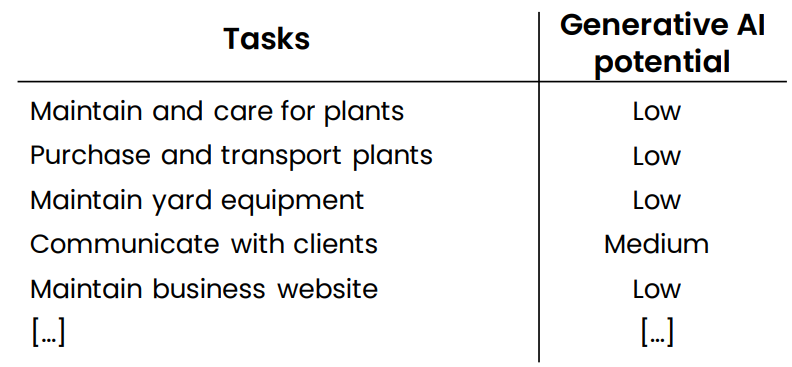 Tasks
Generative AI
potential
Maintain and care for plants Low
Purchase and transport plants Low
Maintain yard equipment Low
Communicate with clients Medium
Maintain business website Low
[...] [...]